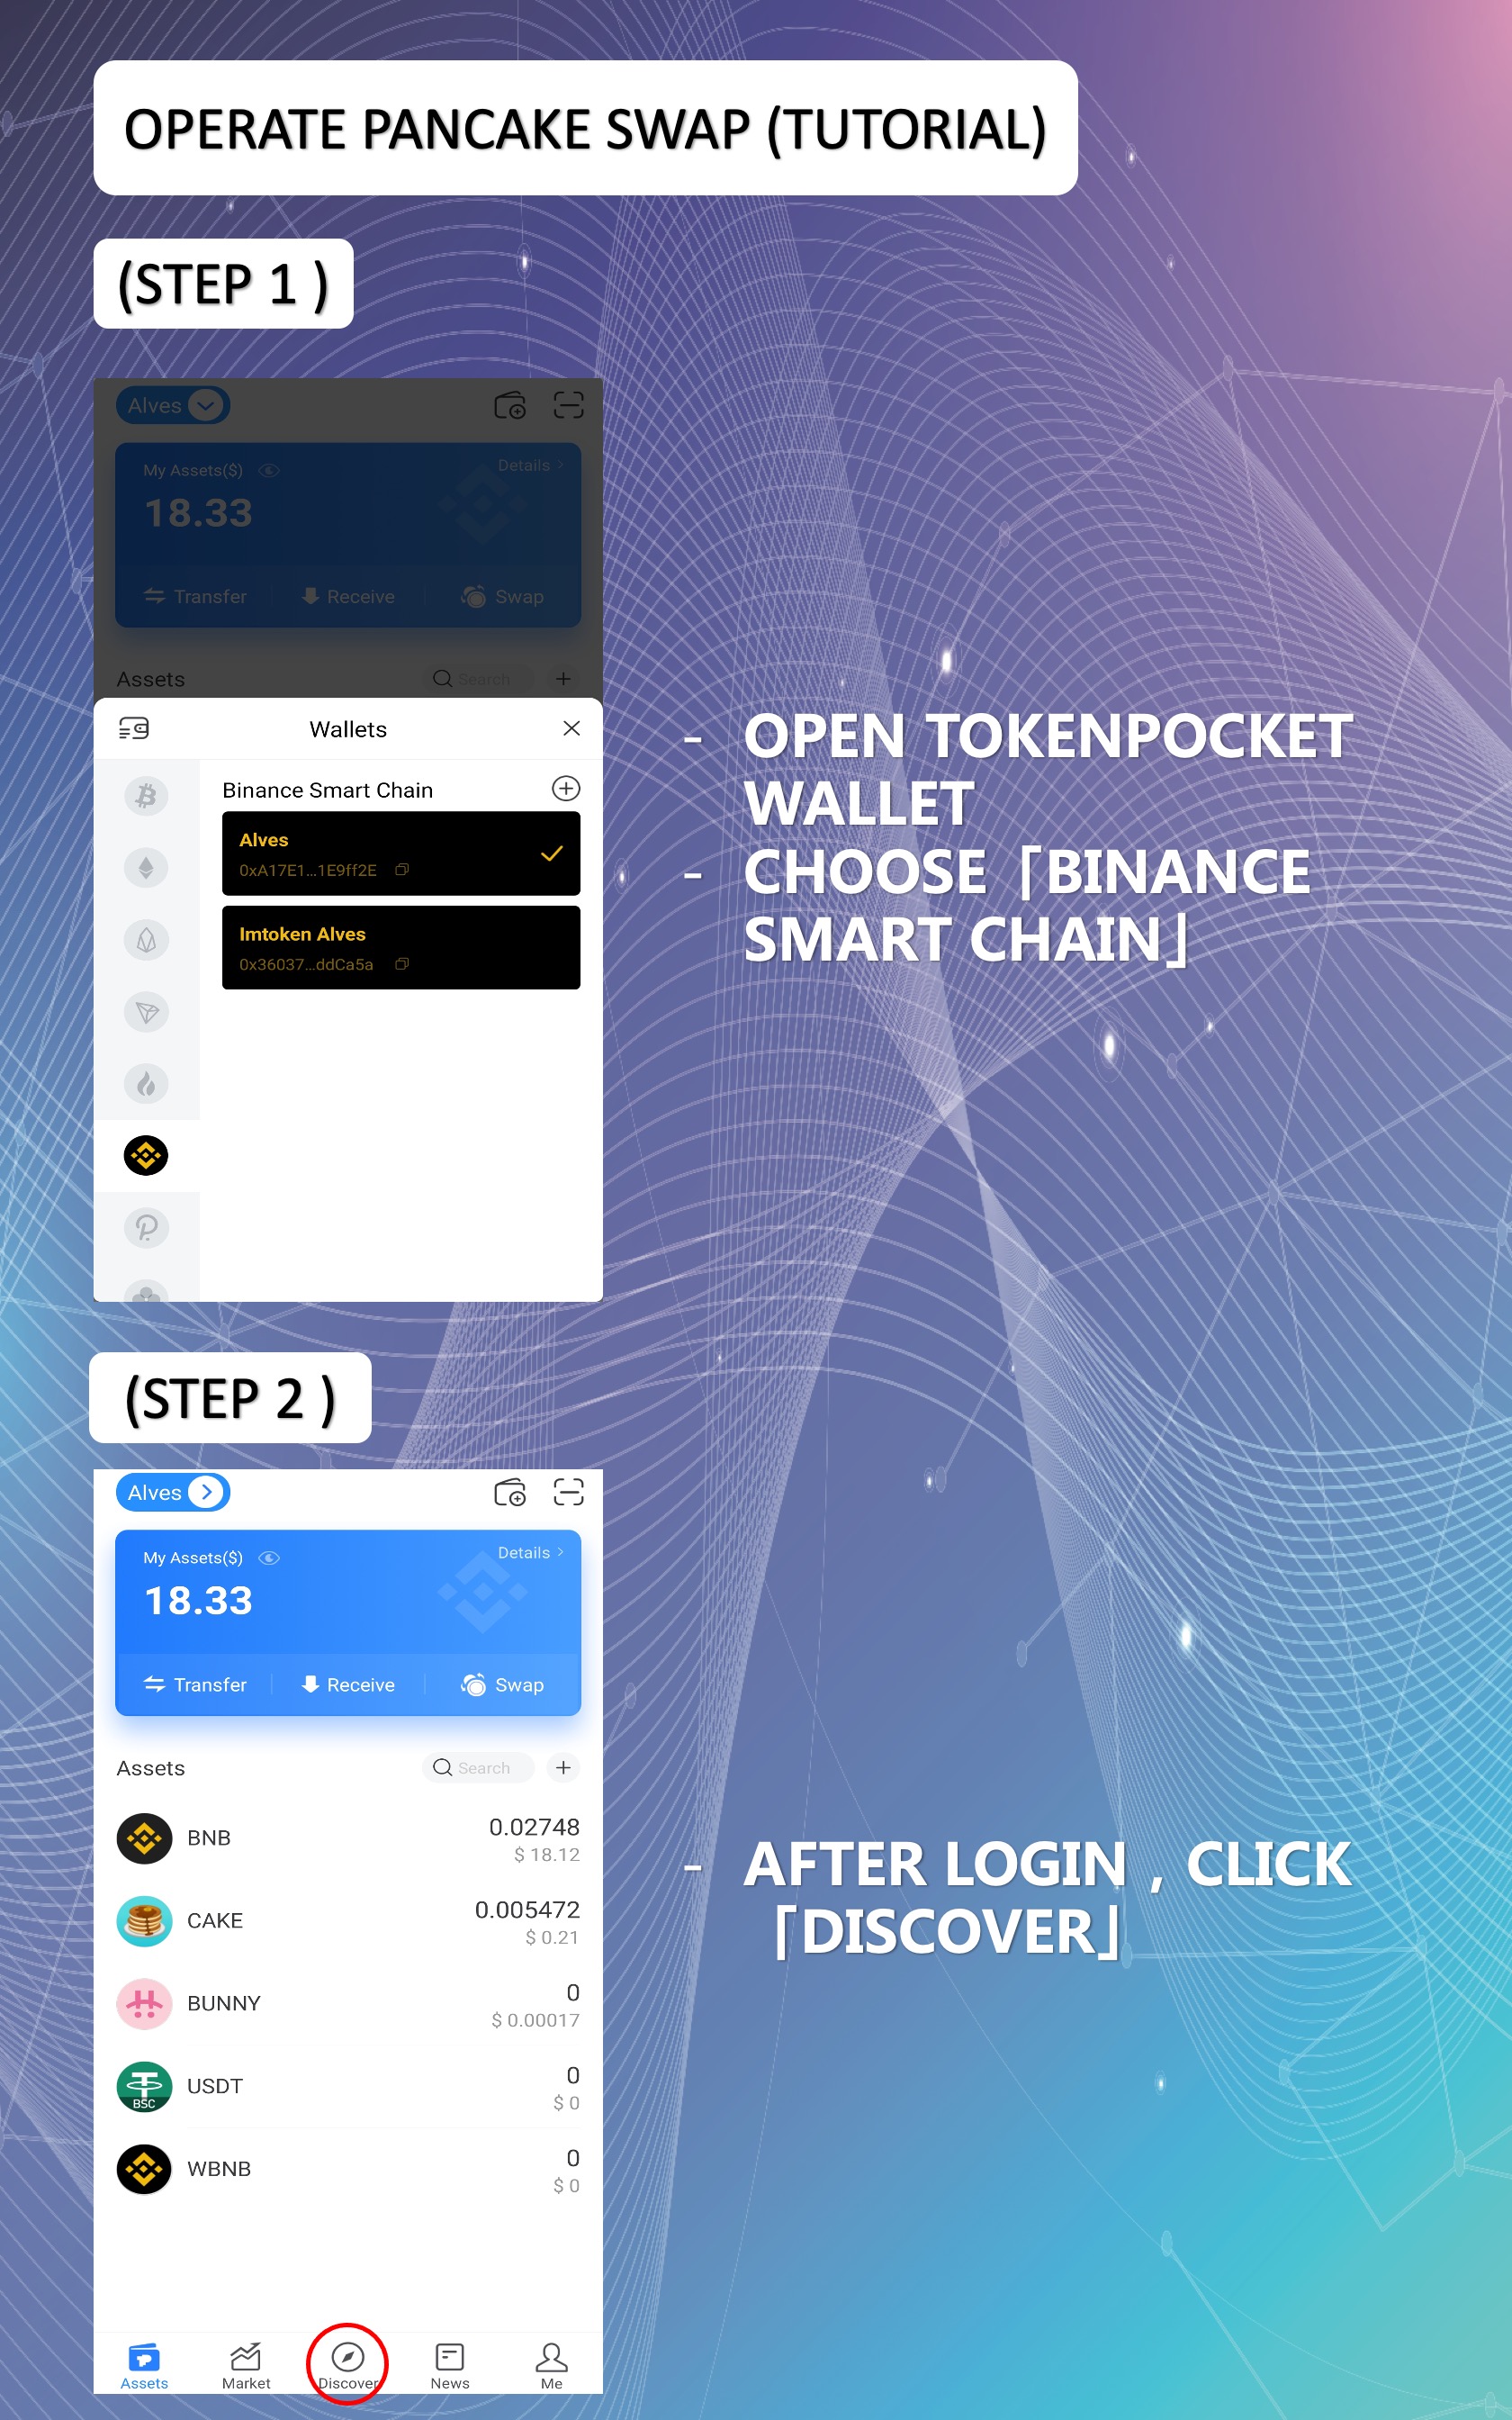 OPERATE PANCAKE SWAP (TUTORIAL)
(STEP 1 )
Alves
My Assets($)
Details >
18.33
Transfer
Receive
Swap
Assets
Search
Wallets
Binance Smart Chain
Alves
0xA17E1...1E9ff2E
Imtoken Alves
0x36037...ddCa5a
- OPEN TOKENPOCKET
WALLET
- CHOOSE「BINANCE
SMART CHAIN」
(STEP 2 )
Alves
My Assets($)
Details >
18.33
Transfer
Receive
Swap
Assets
Search
BNB
0.02748
$ 18.12
CAKE
0.005472
$ 0.21
BUNNY
0
$ 0.00017
USDT
0
$ 0
BSC
WBNB
0
$ 0
Assets
Market
Discover
News
Me
- AFTER LOGIN , CLICK
「DISCOVER」